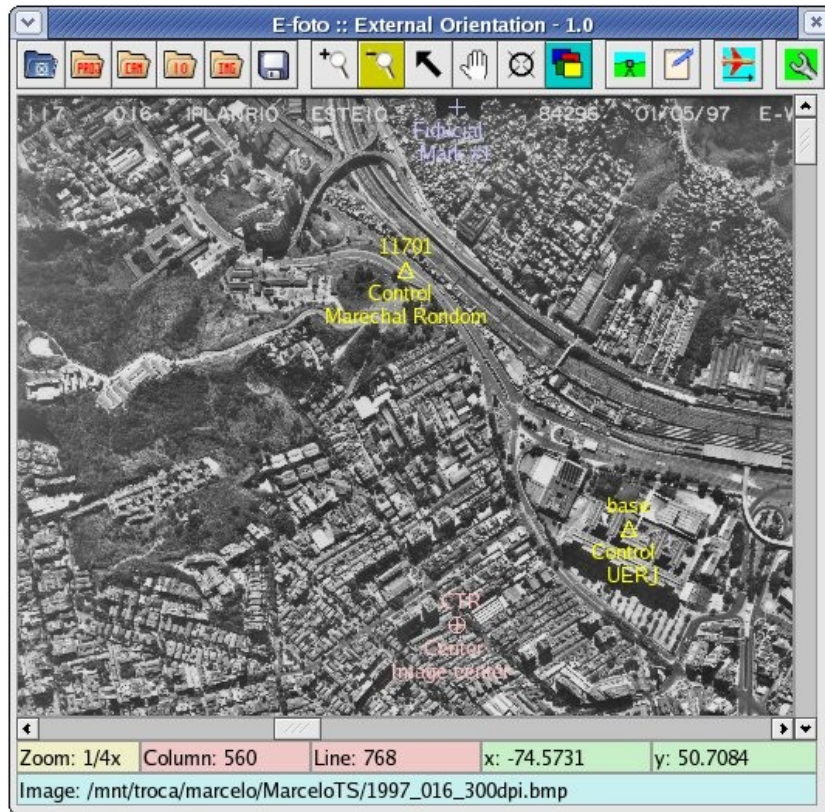 E-foto :: External Orientation - 1.0
PROJ CAM IO IMG
117 016 IPLANRIO ESTEIO 84295 01/05/97 E-W
Fiducial
Mark #1
11701
Control
Marechal Rondom
base
Control
UERJ
CTR
Center
Image center
Zoom: 1/4x Column: 560 Line: 768 x: -74.5731 y: 50.7084
Image: /mnt/troca/marcelo/MarceloTS/1997_016_300dpi.bmp